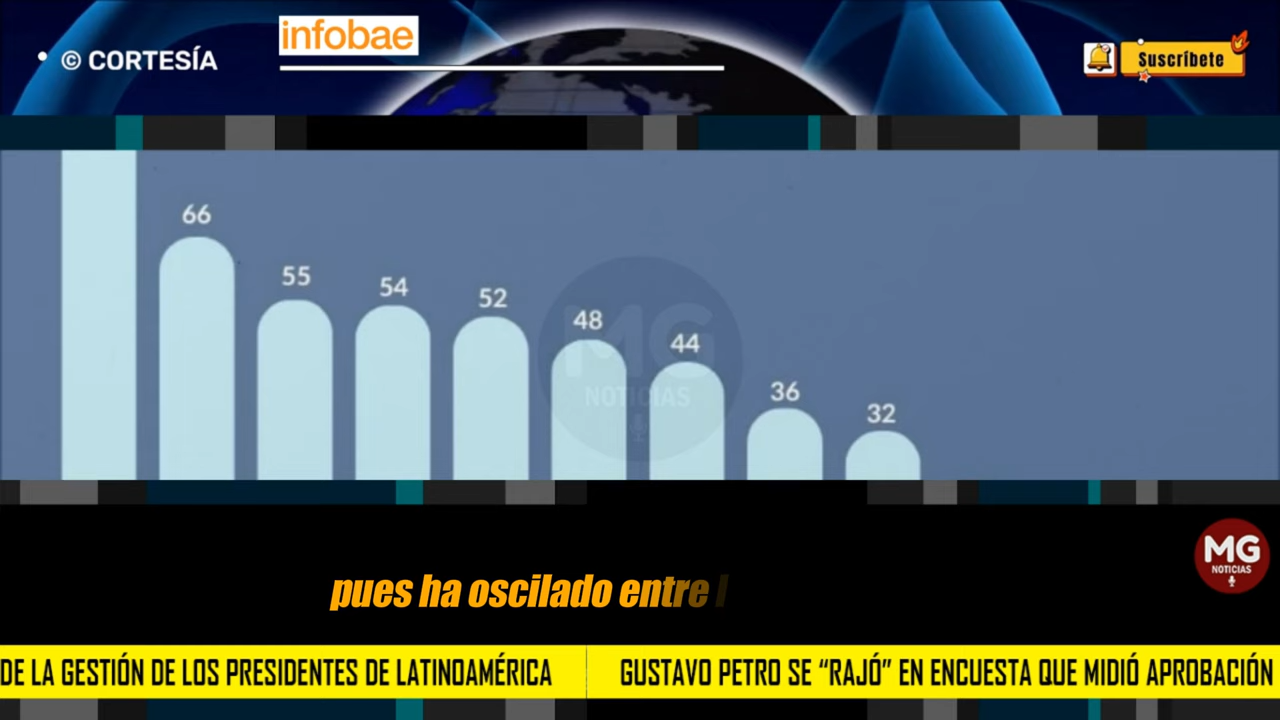 infobae
© CORTESÍA
Suscríbete
66
55
54
52
48
44
36
32
MG
NOTICIAS
MG
NOTICIAS
pues ha oscilado entre
DE LA GESTIÓN DE LOS PRESIDENTES DE LATINOAMÉRICA
GUSTAVO PETRO SE “RAJÓ” EN ENCUESTA QUE MIDIÓ APROBACIÓN